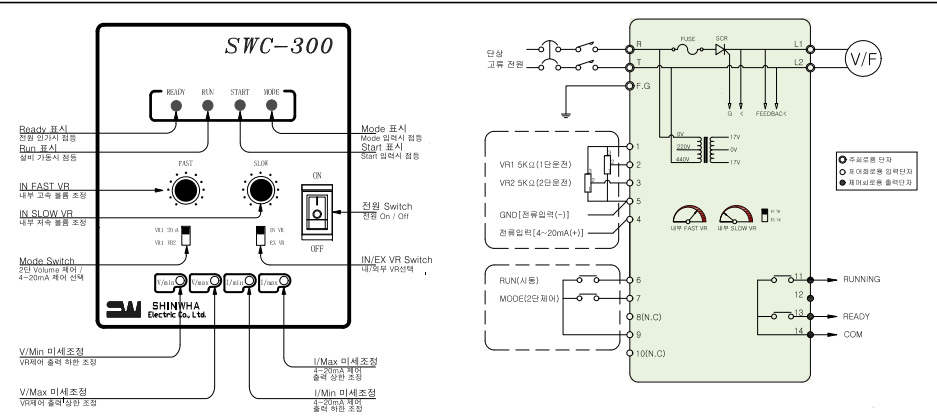 SWC-300
READY RUN START MODE
Ready 표시
전원 인가시 점등
Run 표시
설비 가동시 점등
Mode 표시
Mode 입력시 점등
Start 표시
Start 입력시 점등
FAST SLOW
IN FAST VR
내부 고속 볼륨 조정
IN SLOW VR
내부 저속 볼륨 조정
ON
OFF
전원 Switch
전원 On / Off
VR1 VR2
IN VR
EX VR
Mode Switch
2단 Volume 제어 /
4~20mA 제어 선택
IN/EX VR Switch
내/외부 VR선택
V/min V/max I/min I/max
SHINWHA
Electric Co., Ltd.
V/Min 미세조정
VR제어 출력 하한 조정
V/Max 미세조정
VR제어 출력 상한 조정
I/Max 미세조정
4~20mA 제어
출력 상한 조정
I/Min 미세조정
4~20mA 제어
출력 하한 조정
단상
고류 전원
R
T
F.G
FUSE SCR
L1
L2
V/F
G K FEEDBACK
0V
220V
440V
17V
0V
17V
VR1 5KΩ(1단운전)
VR2 5KΩ(2단운전)
GND[전류입력(-)]
전류입력[4~20mA(+)]
1
2
3
5
4
내부 FAST VR 내부 SLOW VR
주회로용 단자
제어회로용 입력단자
제어회로용 출력단자
RUN(시동)
MODE(2단제어)
6
7
8(N.C)
9
10(N.C)
11 RUNNING
12
13 READY
14 COM